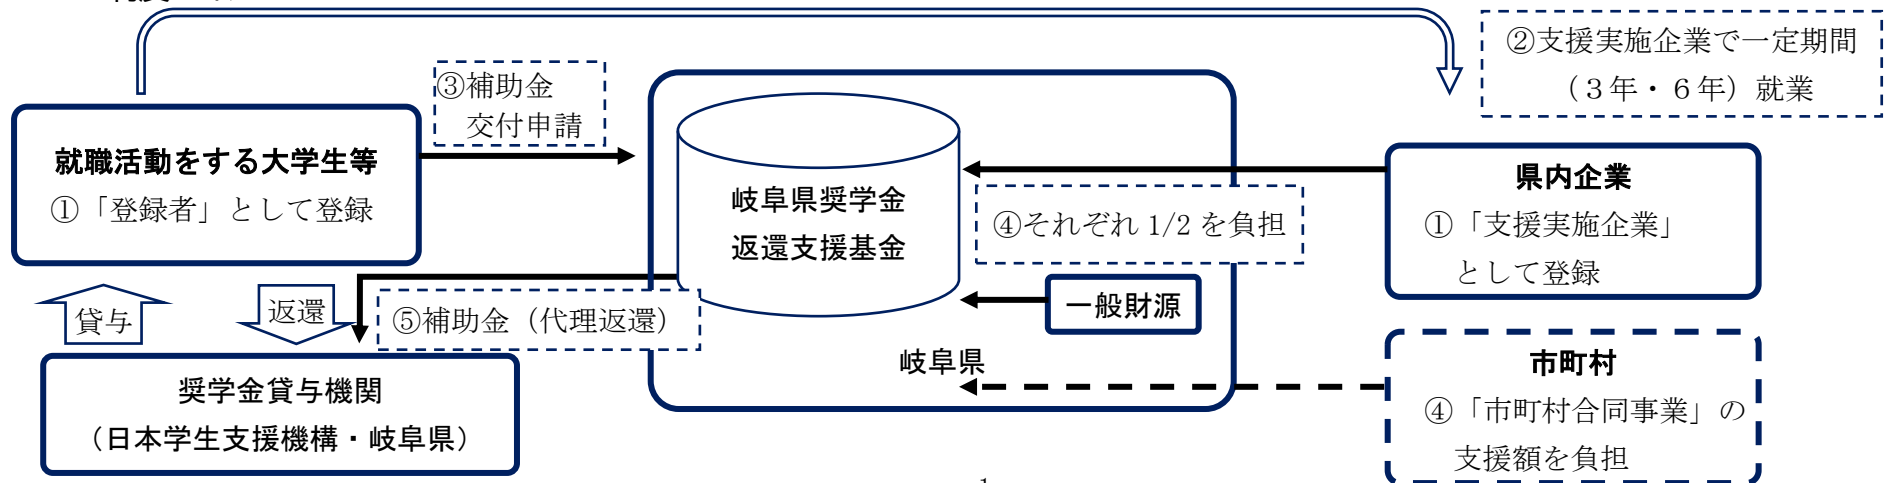 ②支援実施企業で一定期間
（３年・６年）就業
③補助金
交付申請
就職活動をする大学生等
①「登録者」として登録
岐阜県奨学金
返還支援基金
④それぞれ 1/2 を負担
県内企業
①「支援実施企業」
として登録
貸与
返還
⑤補助金（代理返還）
一般財源
岐阜県
奨学金貸与機関
（日本学生支援機構・岐阜県）
市町村
④「市町村合同事業」の
支援額を負担